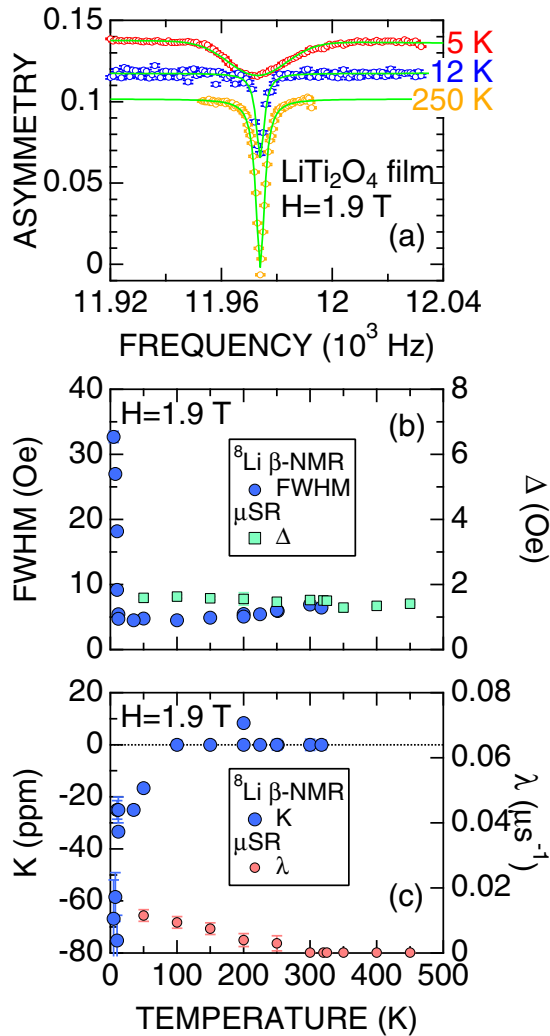 0.15
0.1
0.05
0
ASYMMETRY
5 K
12 K
250 K
LiTi₂O₄ film
H=1.9 T
(a)
11.92
11.96
12
12.04
FREQUENCY (10³ Hz)
H=1.9 T
(b)
40
30
20
10
0
FWHM (Oe)
⁸Li β-NMR
FWHM
μSR
Δ
8
6
4
2
0
Δ (Oe)
H=1.9 T
20
0
-20
-40
-60
-80
K (ppm)
⁸Li β-NMR
K
μSR
λ
(c)
0.08
0.06
0.04
0.02
0
λ (μs⁻¹)
0
100
200
300
400
500
TEMPERATURE (K)